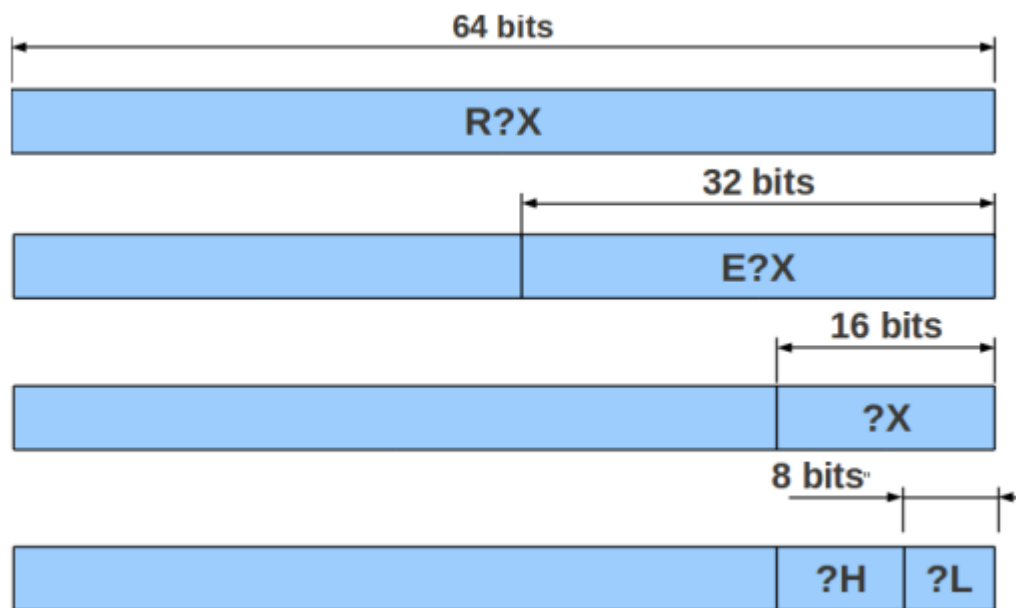 64 bits
R?X
32 bits
E?X
16 bits
?X
8 bits"
?H ?L